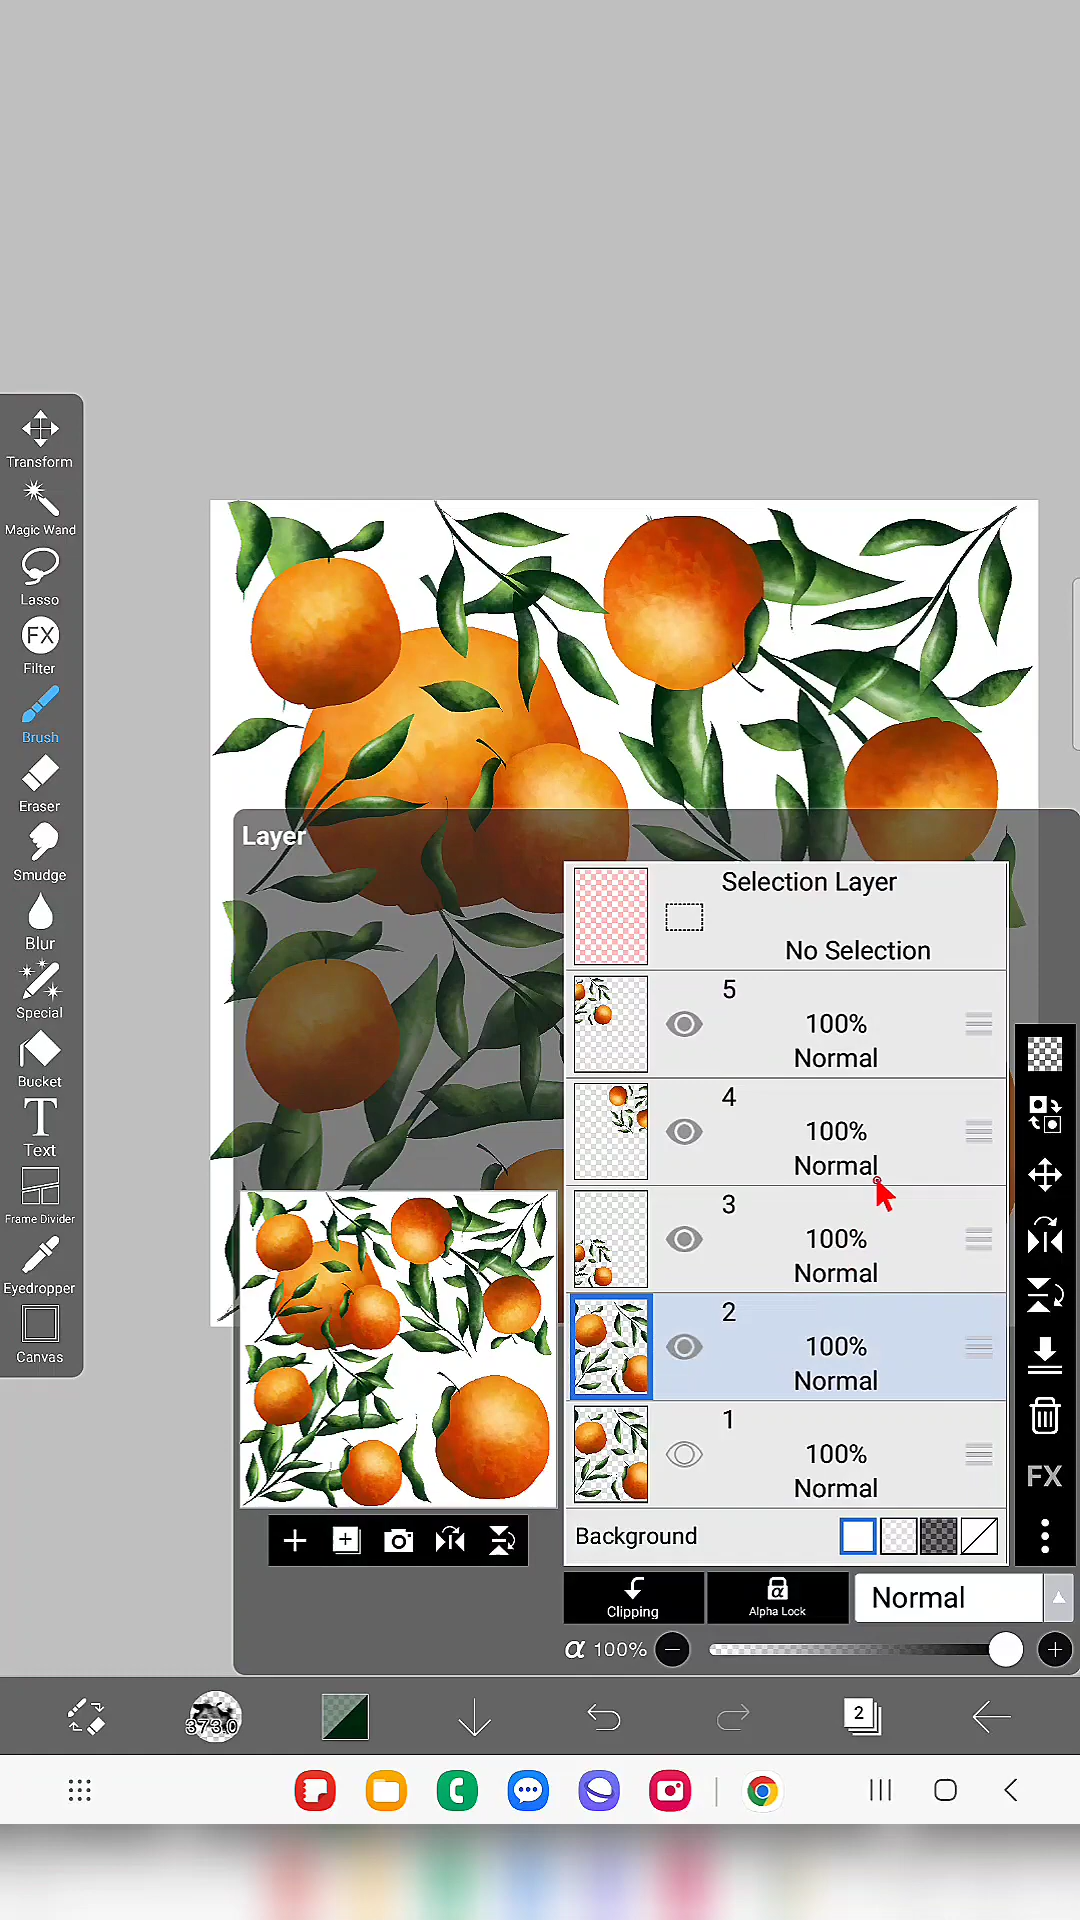 Transform
Magic Wand
Lasso
FX
Filter
Brush
Eraser
Smudge
Blur
Special
Bucket
T
Text
Frame Divider
Eyedropper
Canvas
Layer
Selection Layer
No Selection
5
100%
Normal
4
100%
Normal
3
100%
Normal
2
100%
Normal
1
100%
Normal
Background
FX
Clipping
α
Alpha Lock
Normal
α 100%
373.0
2